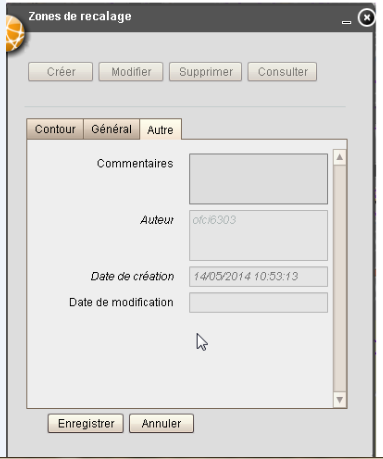 Zones de recalage
Créer Modifier Supprimer Consulter
Contour Général Autre
Commentaires
Auteur ofcl6303
Date de création 14/05/2014 10:53:13
Date de modification
Enregistrer Annuler